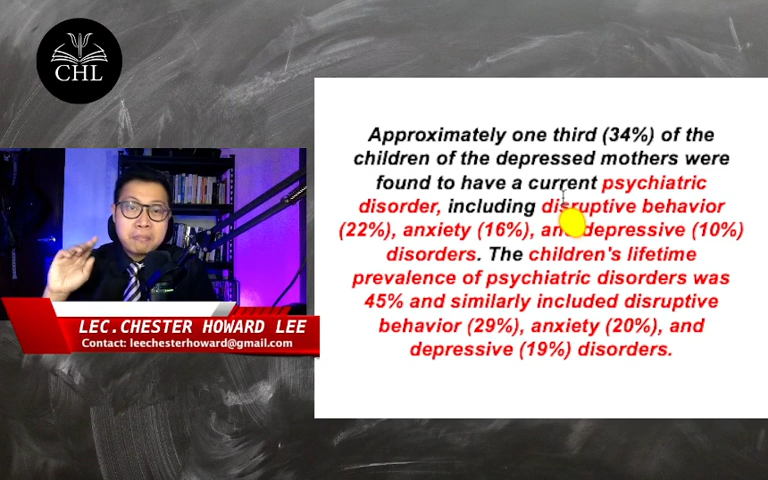 CHL
Approximately one third (34%) of the
children of the depressed mothers were
found to have a current psychiatric
disorder, including disruptive behavior
(22%), anxiety (16%), and depressive (10%)
disorders. The children's lifetime
prevalence of psychiatric disorders was
45% and similarly included disruptive
behavior (29%), anxiety (20%), and
depressive (19%) disorders.
LEC.CHESTER HOWARD LEE
Contact: leechesterhoward@gmail.com